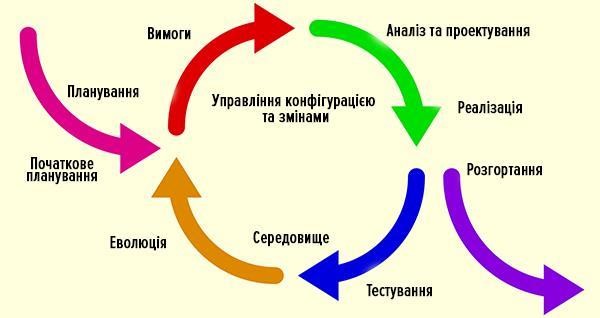 Вимоги
Аналіз та проектування
Планування
Управління конфігурацією
та змінами
Реалізація
Початкове
планування
Розгортання
Еволюція
Середовище
Тестування